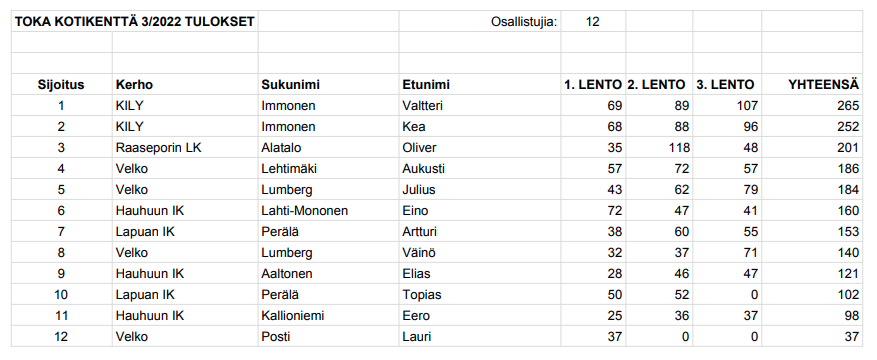 TOKA KOTIKENTTÄ 3/2022 TULOKSET Osallistujia: 12
Sijoitus Kerho Sukunimi Etunimi 1. LENTO 2. LENTO 3. LENTO YHTEENSÄ
1 KILY Immonen Valtteri 69 89 107 265
2 KILY Immonen Kea 68 88 96 252
3 Raaseporin LK Alatalo Oliver 35 118 48 201
4 Velko Lehtimäki Aukusti 57 72 57 186
5 Velko Lumberg Julius 43 62 79 184
6 Hauhuun IK Lahti-Mononen Eino 72 47 41 160
7 Lapuan IK Perälä Artturi 38 60 55 153
8 Velko Lumberg Väinö 32 37 71 140
9 Hauhuun IK Aaltonen Elias 28 46 47 121
10 Lapuan IK Perälä Topias 50 52 0 102
11 Hauhuun IK Kallioniemi Eero 25 36 37 98
12 Velko Posti Lauri 37 0 0 37